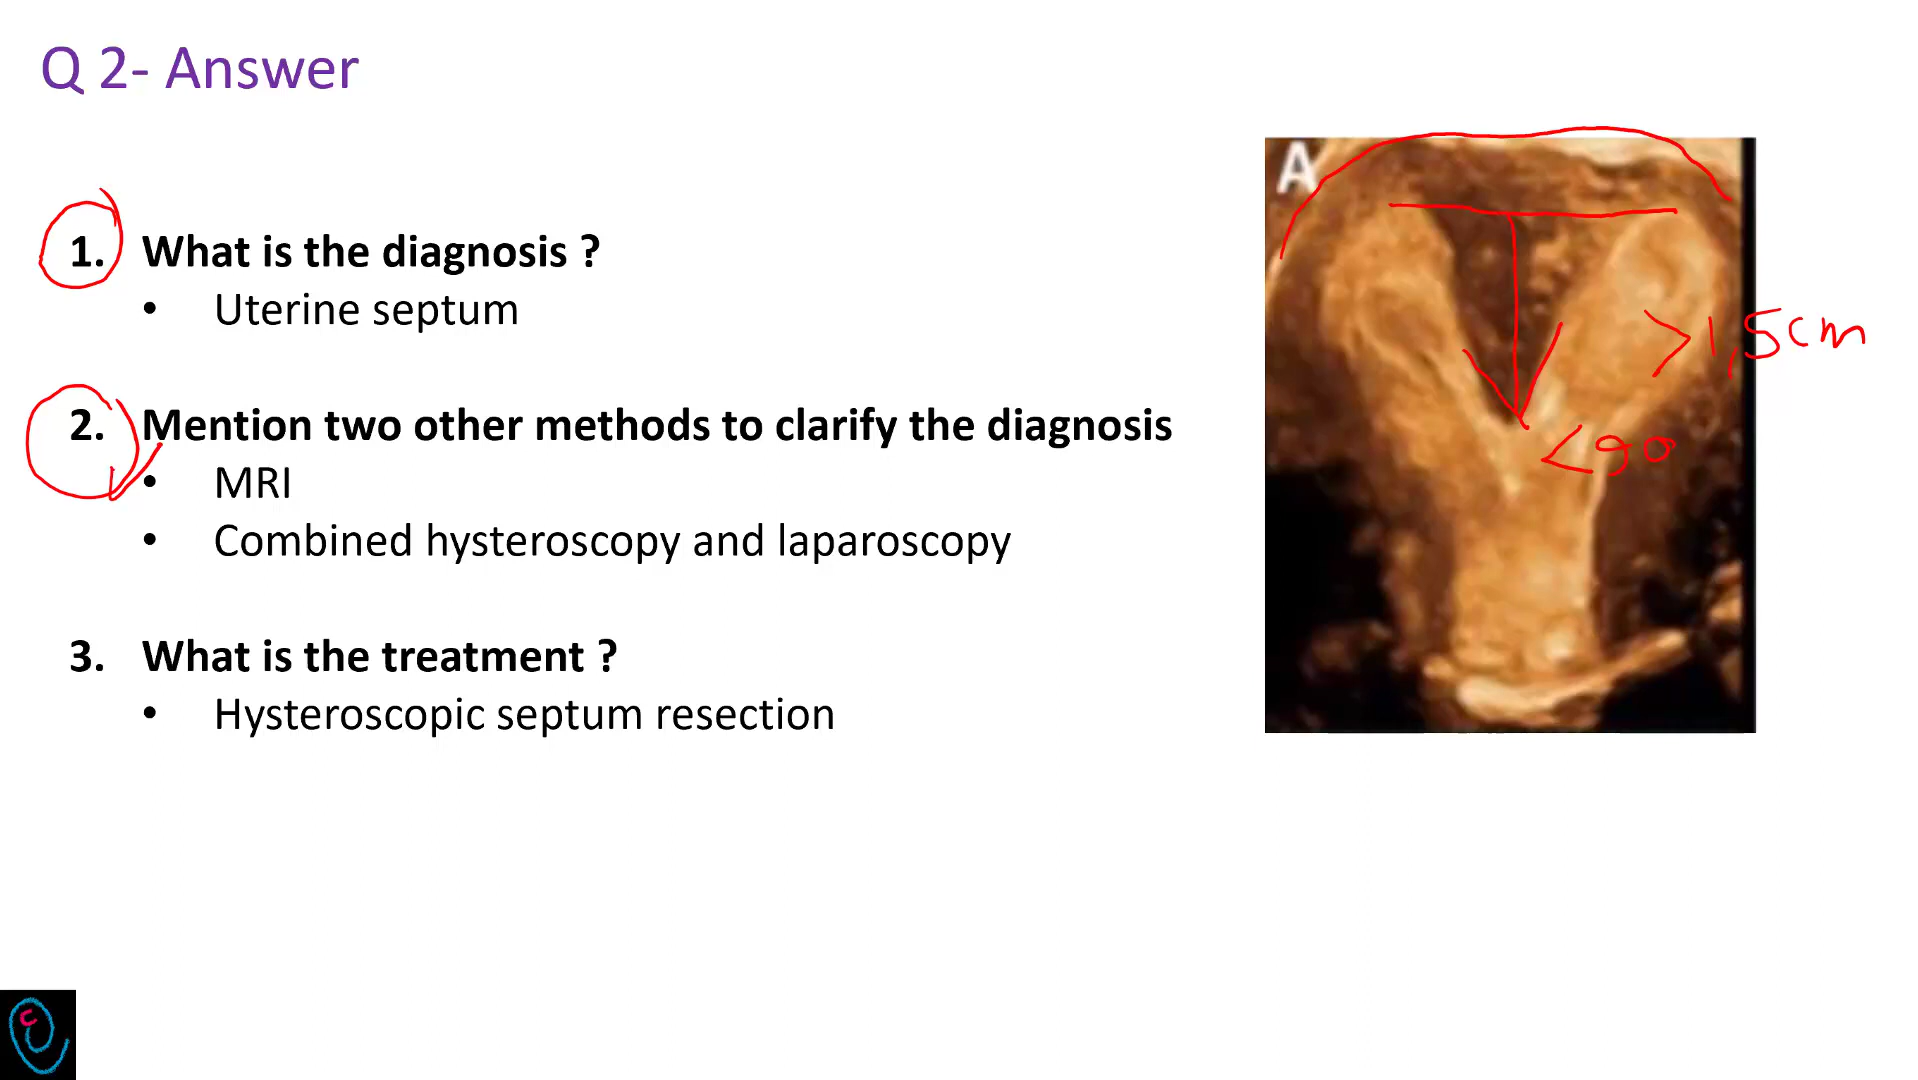 Q 2- Answer
1. What is the diagnosis ?
• Uterine septum
2. Mention two other methods to clarify the diagnosis
• MRI
• Combined hysteroscopy and laparoscopy
3. What is the treatment ?
• Hysteroscopic septum resection
A
>1,5cm
<90